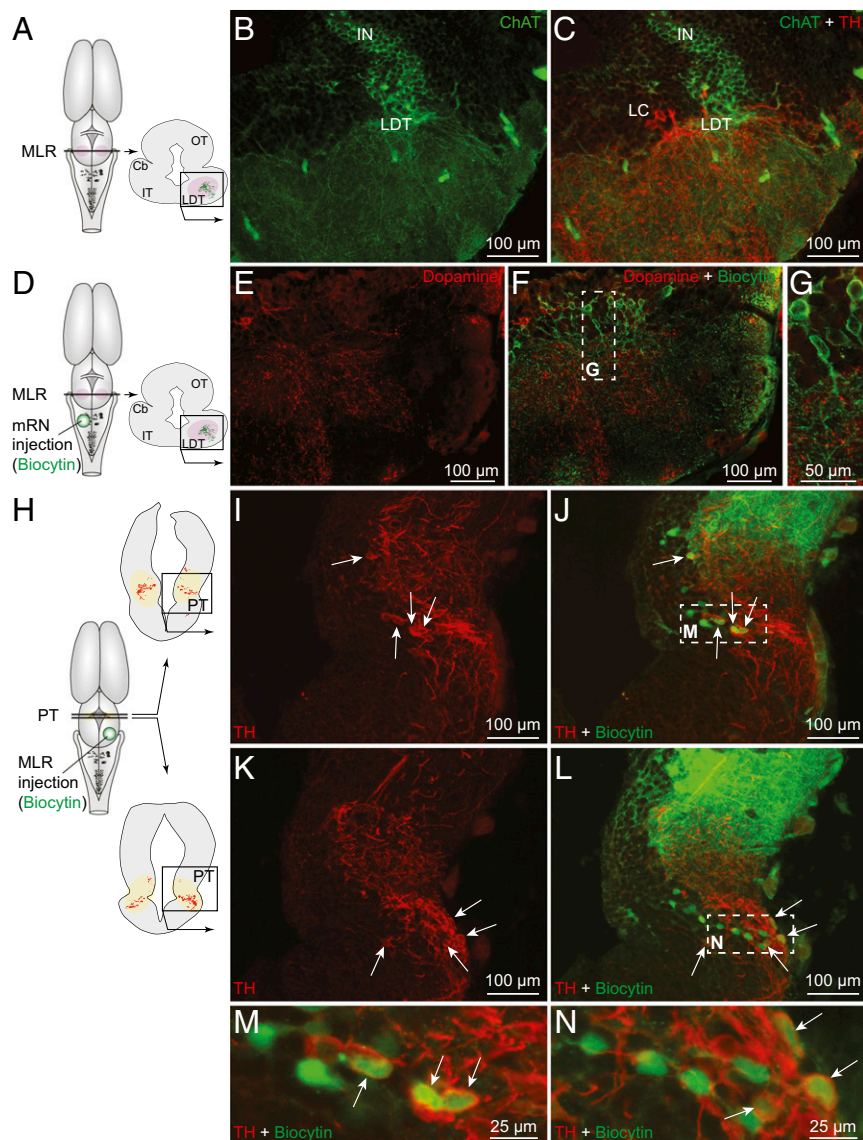 A
MLR
OT
Cb
IT
LDT
B
IN
ChAT
LDT
100 µm
C
IN
ChAT + TH
LC
LDT
100 µm
D
MLR
mRN
injection
(Biocytin)
OT
Cb
IT
LDT
E
Dopamine
100 µm
F
Dopamine + Biocytin
G
100 µm
G
50 µm
H
PT
PT
MLR
injection
(Biocytin)
PT
I
TH
100 µm
J
M
TH + Biocytin
100 µm
K
TH
100 µm
L
N
TH + Biocytin
100 µm
M
TH + Biocytin
25 µm
N
TH + Biocytin
25 µm